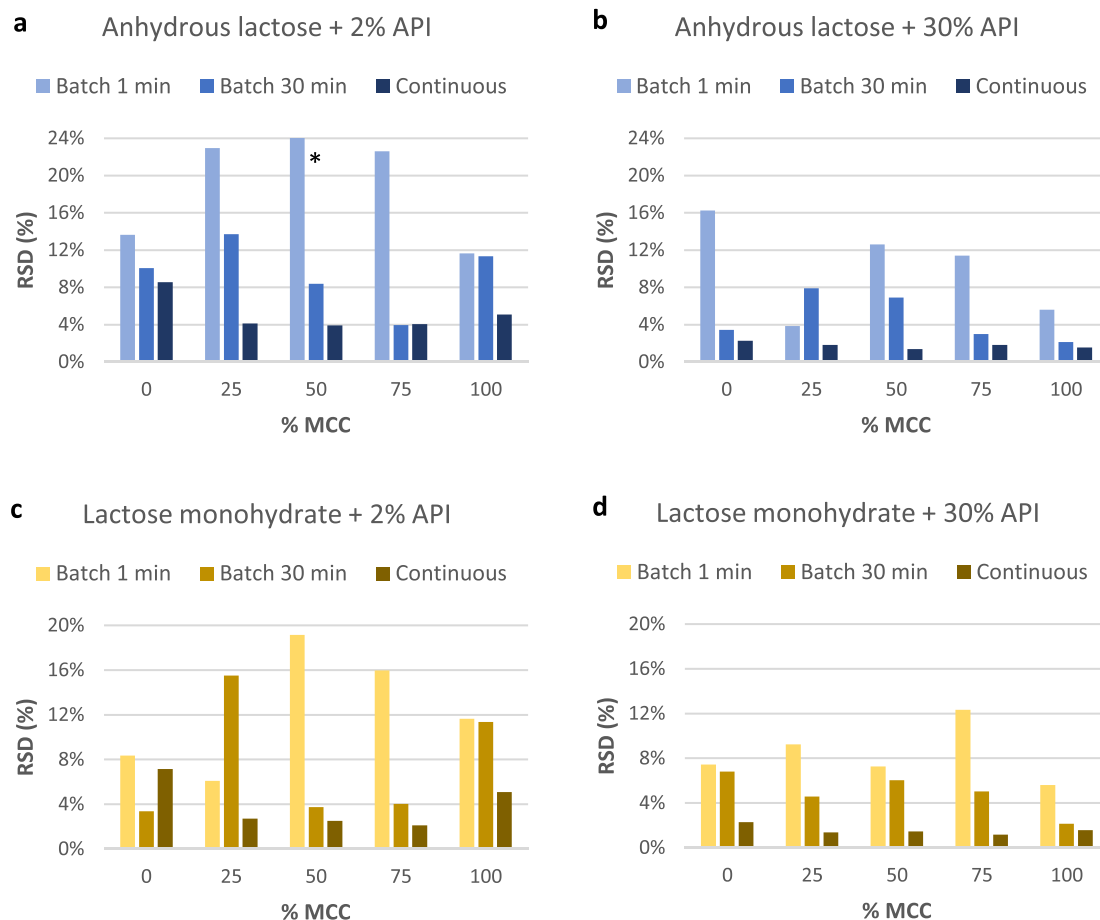 a
Anhydrous lactose + 2% API
Batch 1 min Batch 30 min Continuous
24%
20%
16%
12%
8%
4%
0%
RSD (%)
*
0 25 50 75 100
% MCC
b
Anhydrous lactose + 30% API
Batch 1 min Batch 30 min Continuous
24%
20%
16%
12%
8%
4%
0%
RSD (%)
0 25 50 75 100
% MCC
c
Lactose monohydrate + 2% API
Batch 1 min Batch 30 min Continuous
20%
16%
12%
8%
4%
0%
RSD (%)
0 25 50 75 100
% MCC
d
Lactose monohydrate + 30% API
Batch 1 min Batch 30 min Continuous
20%
16%
12%
8%
4%
0%
RSD (%)
0 25 50 75 100
% MCC